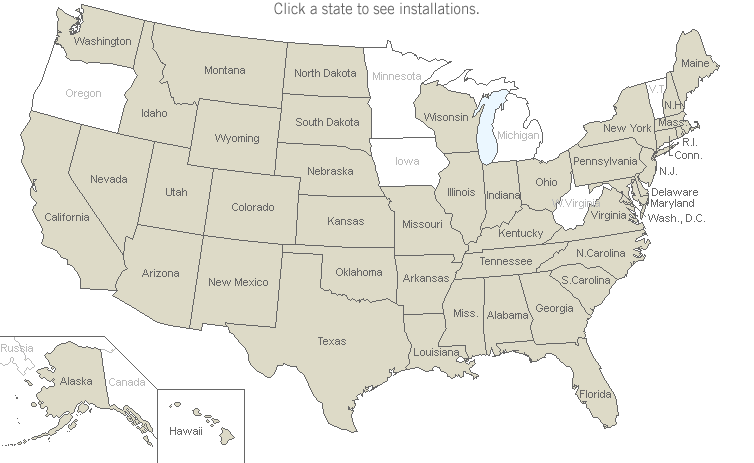 Click a state to see installations.
Washington
Maine
Montana
North Dakota
Minnesota
Oregon
V.T.
N.H.
Idaho
South Dakota
Wisonsin
Michigan
New York
Mass.
Wyoming
R.I.
Conn.
Iowa
Pennsylvania
Nebraska
N.J.
Nevada
Utah
Illinois
Indiana
Ohio
Delaware
Colorado
W.Virginia
Maryland
California
Kansas
Missouri
Virginia
Wash., D.C.
Kentucky
Arizona
New Mexico
Oklahoma
Arkansas
Tennessee
N.Carolina
S.Carolina
Miss.
Alabama
Georgia
Texas
Louisiana
Russia
Alaska
Canada
Florida
Hawaii